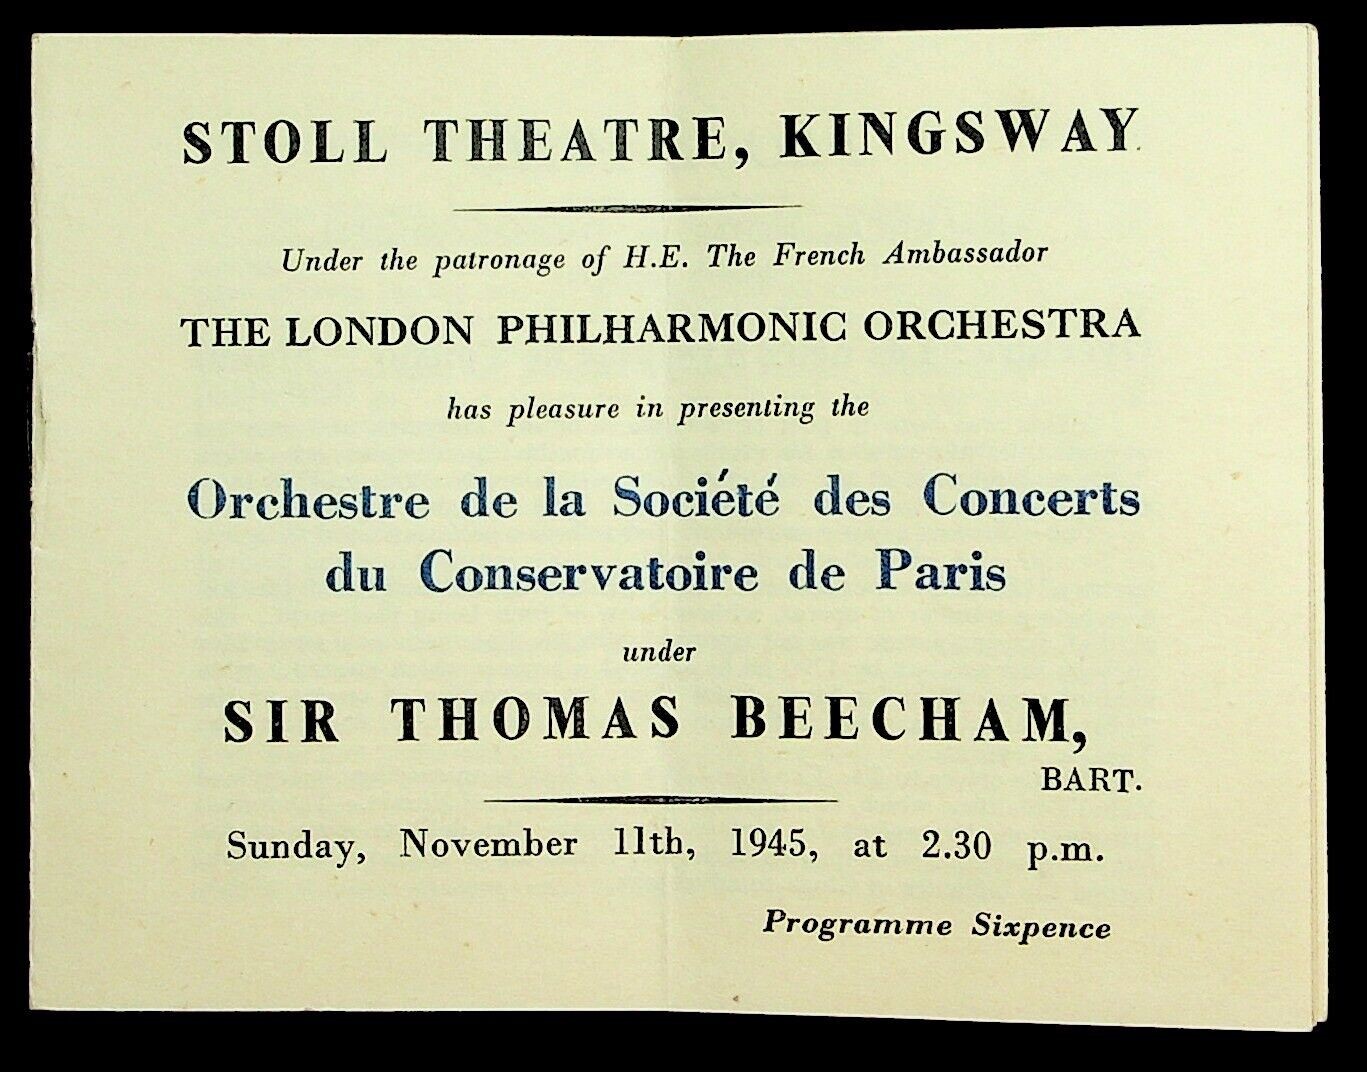 STOLL THEATRE, KINGSWAY
Under the patronage of H.E. The French Ambassador
THE LONDON PHILHARMONIC ORCHESTRA
has pleasure in presenting the
Orchestre de la Société des Concerts
du Conservatoire de Paris
under
SIR THOMAS BEECHAM,
BART.
Sunday, November 11th, 1945, at 2.30 p.m.
Programme Sixpence